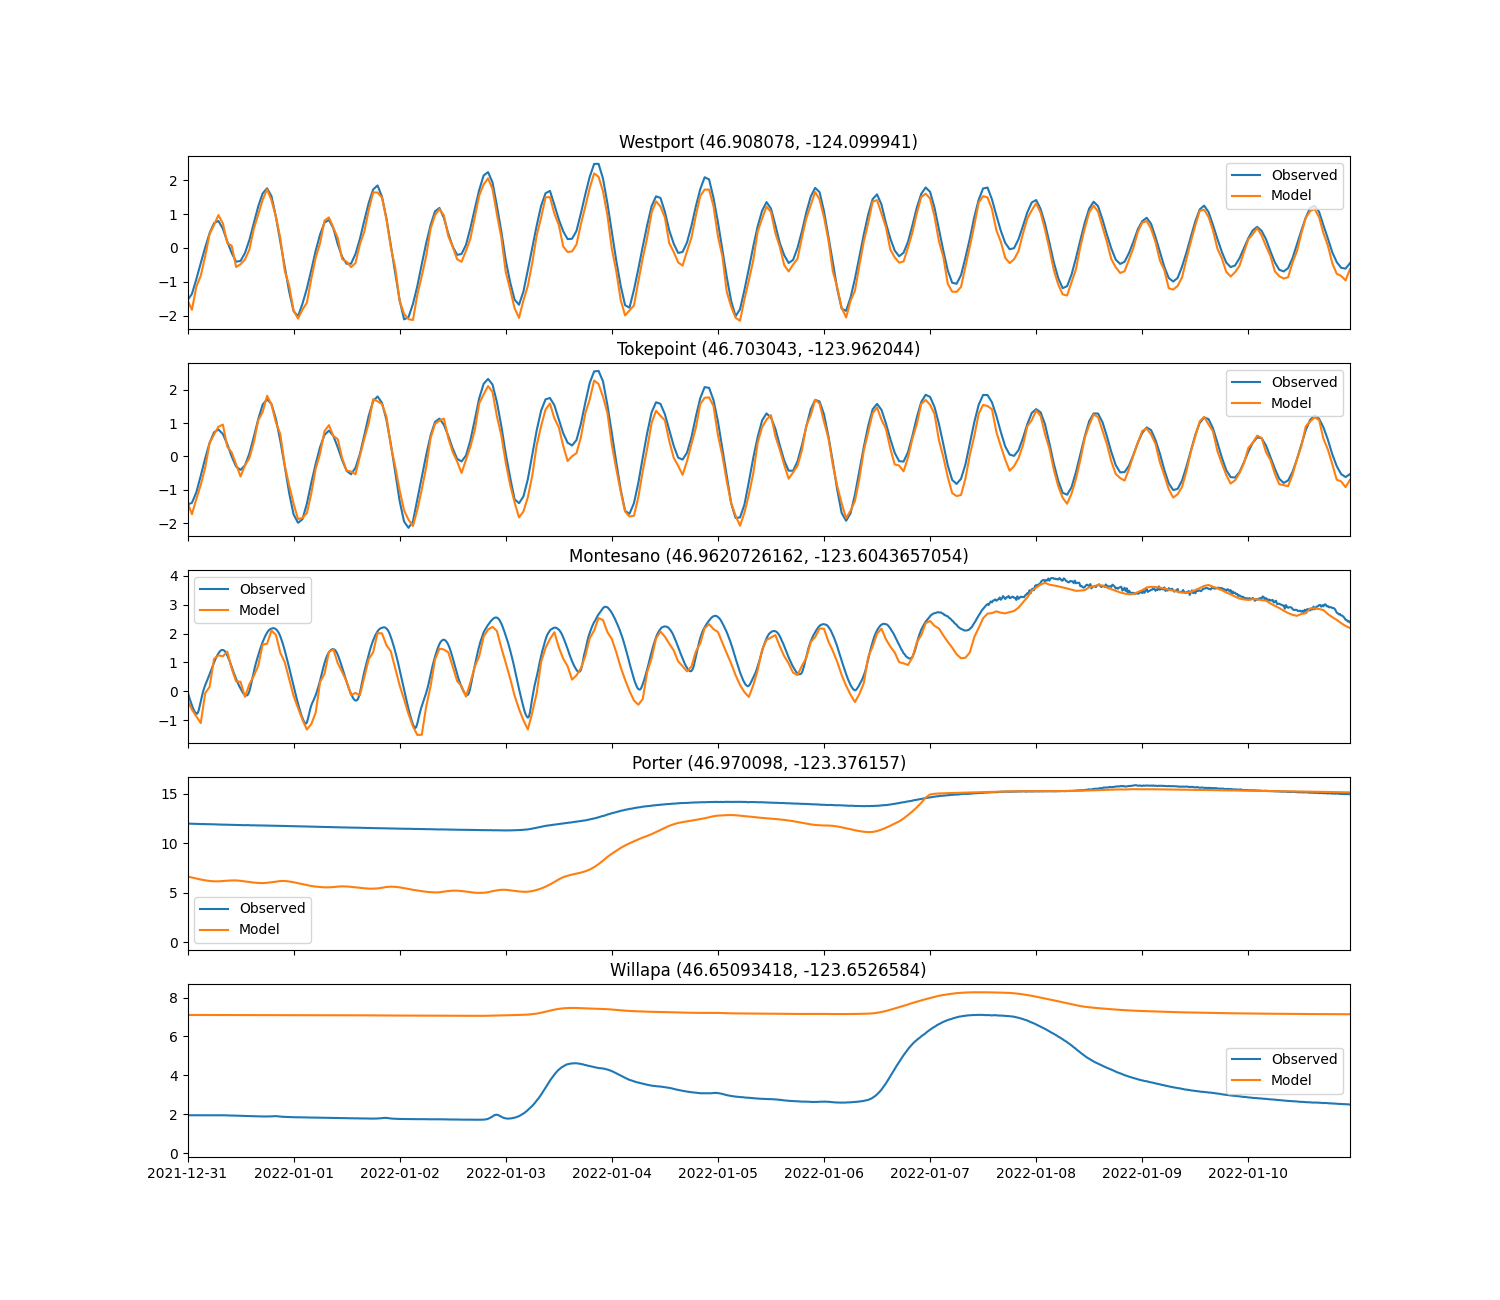 Westport (46.908078, -124.099941)
2
1
0
−1
−2
Observed
Model
Tokepoint (46.703043, -123.962044)
2
1
0
−1
−2
Observed
Model
Montesano (46.9620726162, -123.6043657054)
4
3
2
1
0
−1
Observed
Model
Porter (46.970098, -123.376157)
15
10
5
0
Observed
Model
Willapa (46.65093418, -123.6526584)
8
6
4
2
0
Observed
Model
2021-12-31 2022-01-01 2022-01-02 2022-01-03 2022-01-04 2022-01-05 2022-01-06 2022-01-07 2022-01-08 2022-01-09 2022-01-10